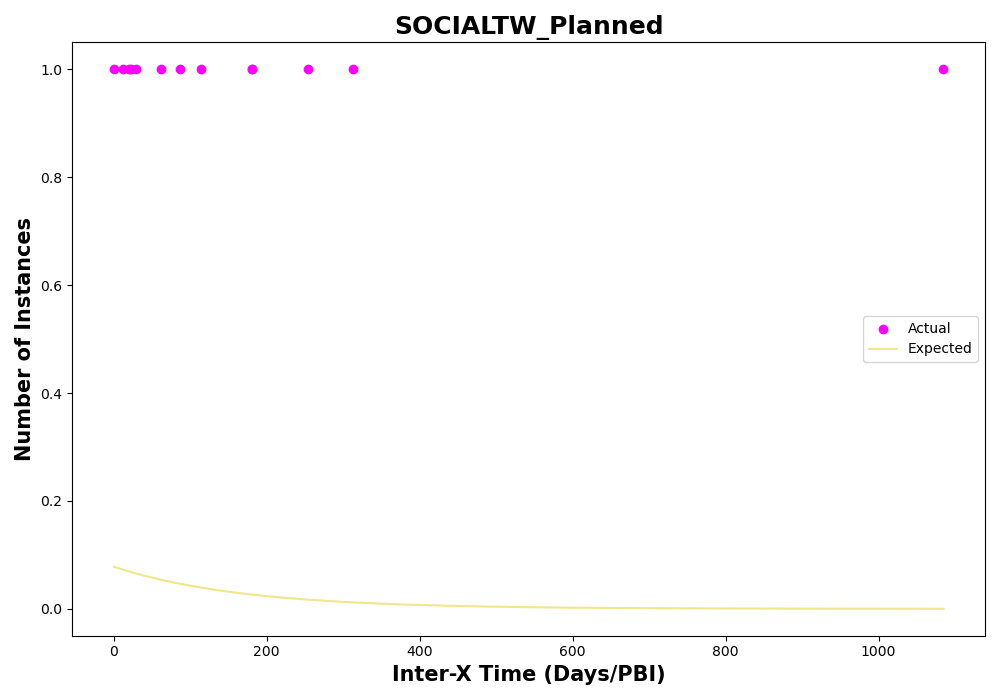 SOCIALTW_Planned
Number of Instances
1.0
0.8
0.6
0.4
0.2
0.0
Actual
Expected
0 200 400 600 800 1000
Inter-X Time (Days/PBI)